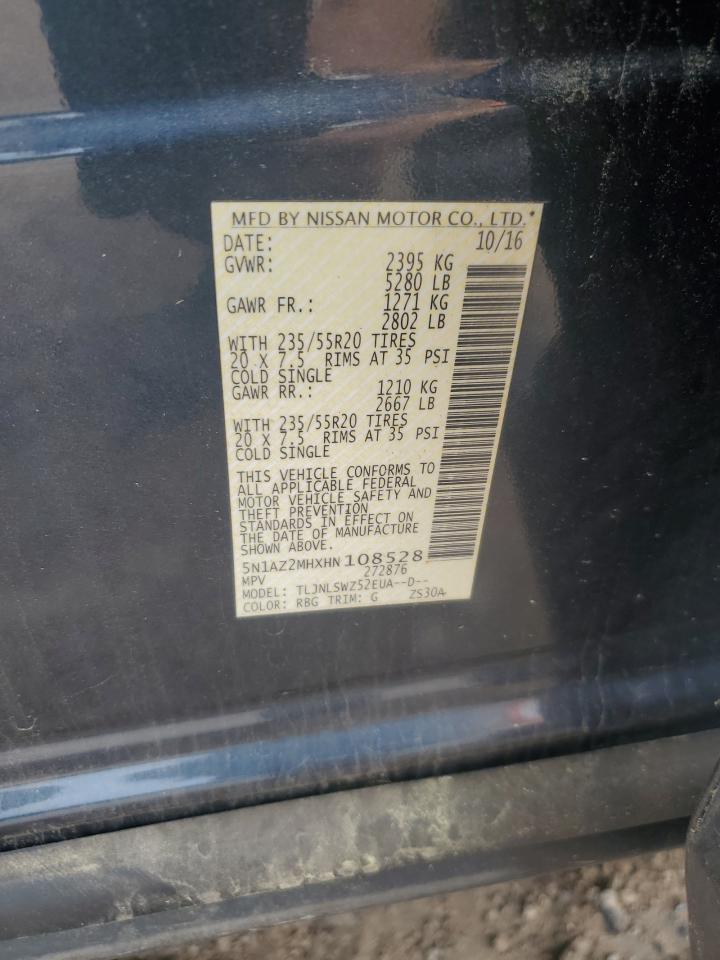 MFD BY NISSAN MOTOR CO., LTD.*
DATE: 10/16
GVWR: 2395 KG
5280 LB
GAWR FR.: 1271 KG
2802 LB
WITH 235/55R20 TIRES
20 X 7.5 RIMS AT 35 PSI
COLD SINGLE
GAWR RR.: 1210 KG
2667 LB
WITH 235/55R20 TIRES
20 X 7.5 RIMS AT 35 PSI
COLD SINGLE
THIS VEHICLE CONFORMS TO
ALL APPLICABLE FEDERAL
MOTOR VEHICLE SAFETY AND
THEFT PREVENTION
STANDARDS IN EFFECT ON
THE DATE OF MANUFACTURE
SHOWN ABOVE.
5N1AZ2MHXHN108528
MPV 272876
MODEL: TLJNLSWZ52EUA--D--
COLOR: RBG TRIM: G ZS30A